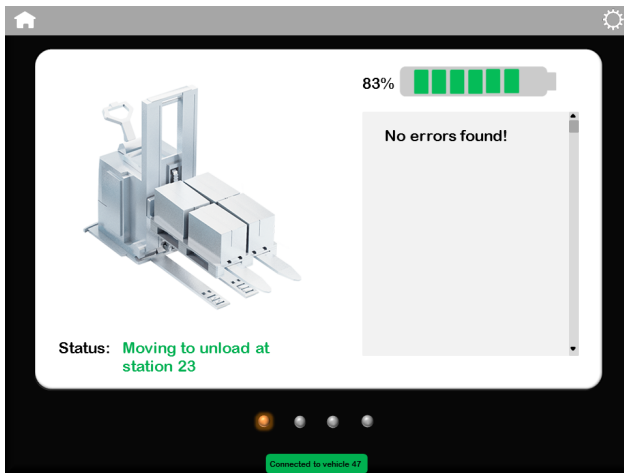 83%
No errors found!
Status: Moving to unload at
station 23
Connected to vehicle 47